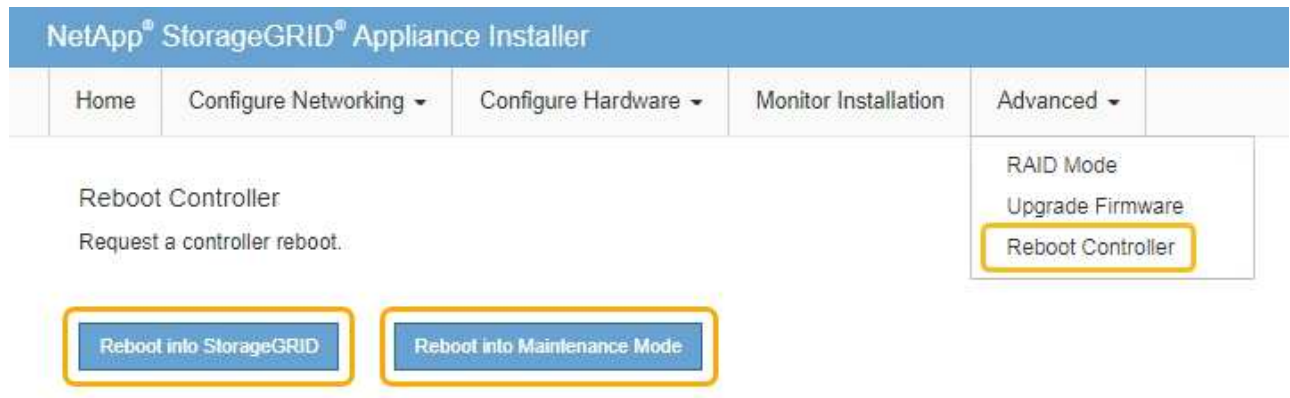 NetApp® StorageGRID® Appliance Installer
Home Configure Networking Configure Hardware Monitor Installation Advanced
RAID Mode
Upgrade Firmware
Reboot Controller
Reboot Controller
Request a controller reboot.
Reboot into StorageGRID Reboot into Maintenance Mode